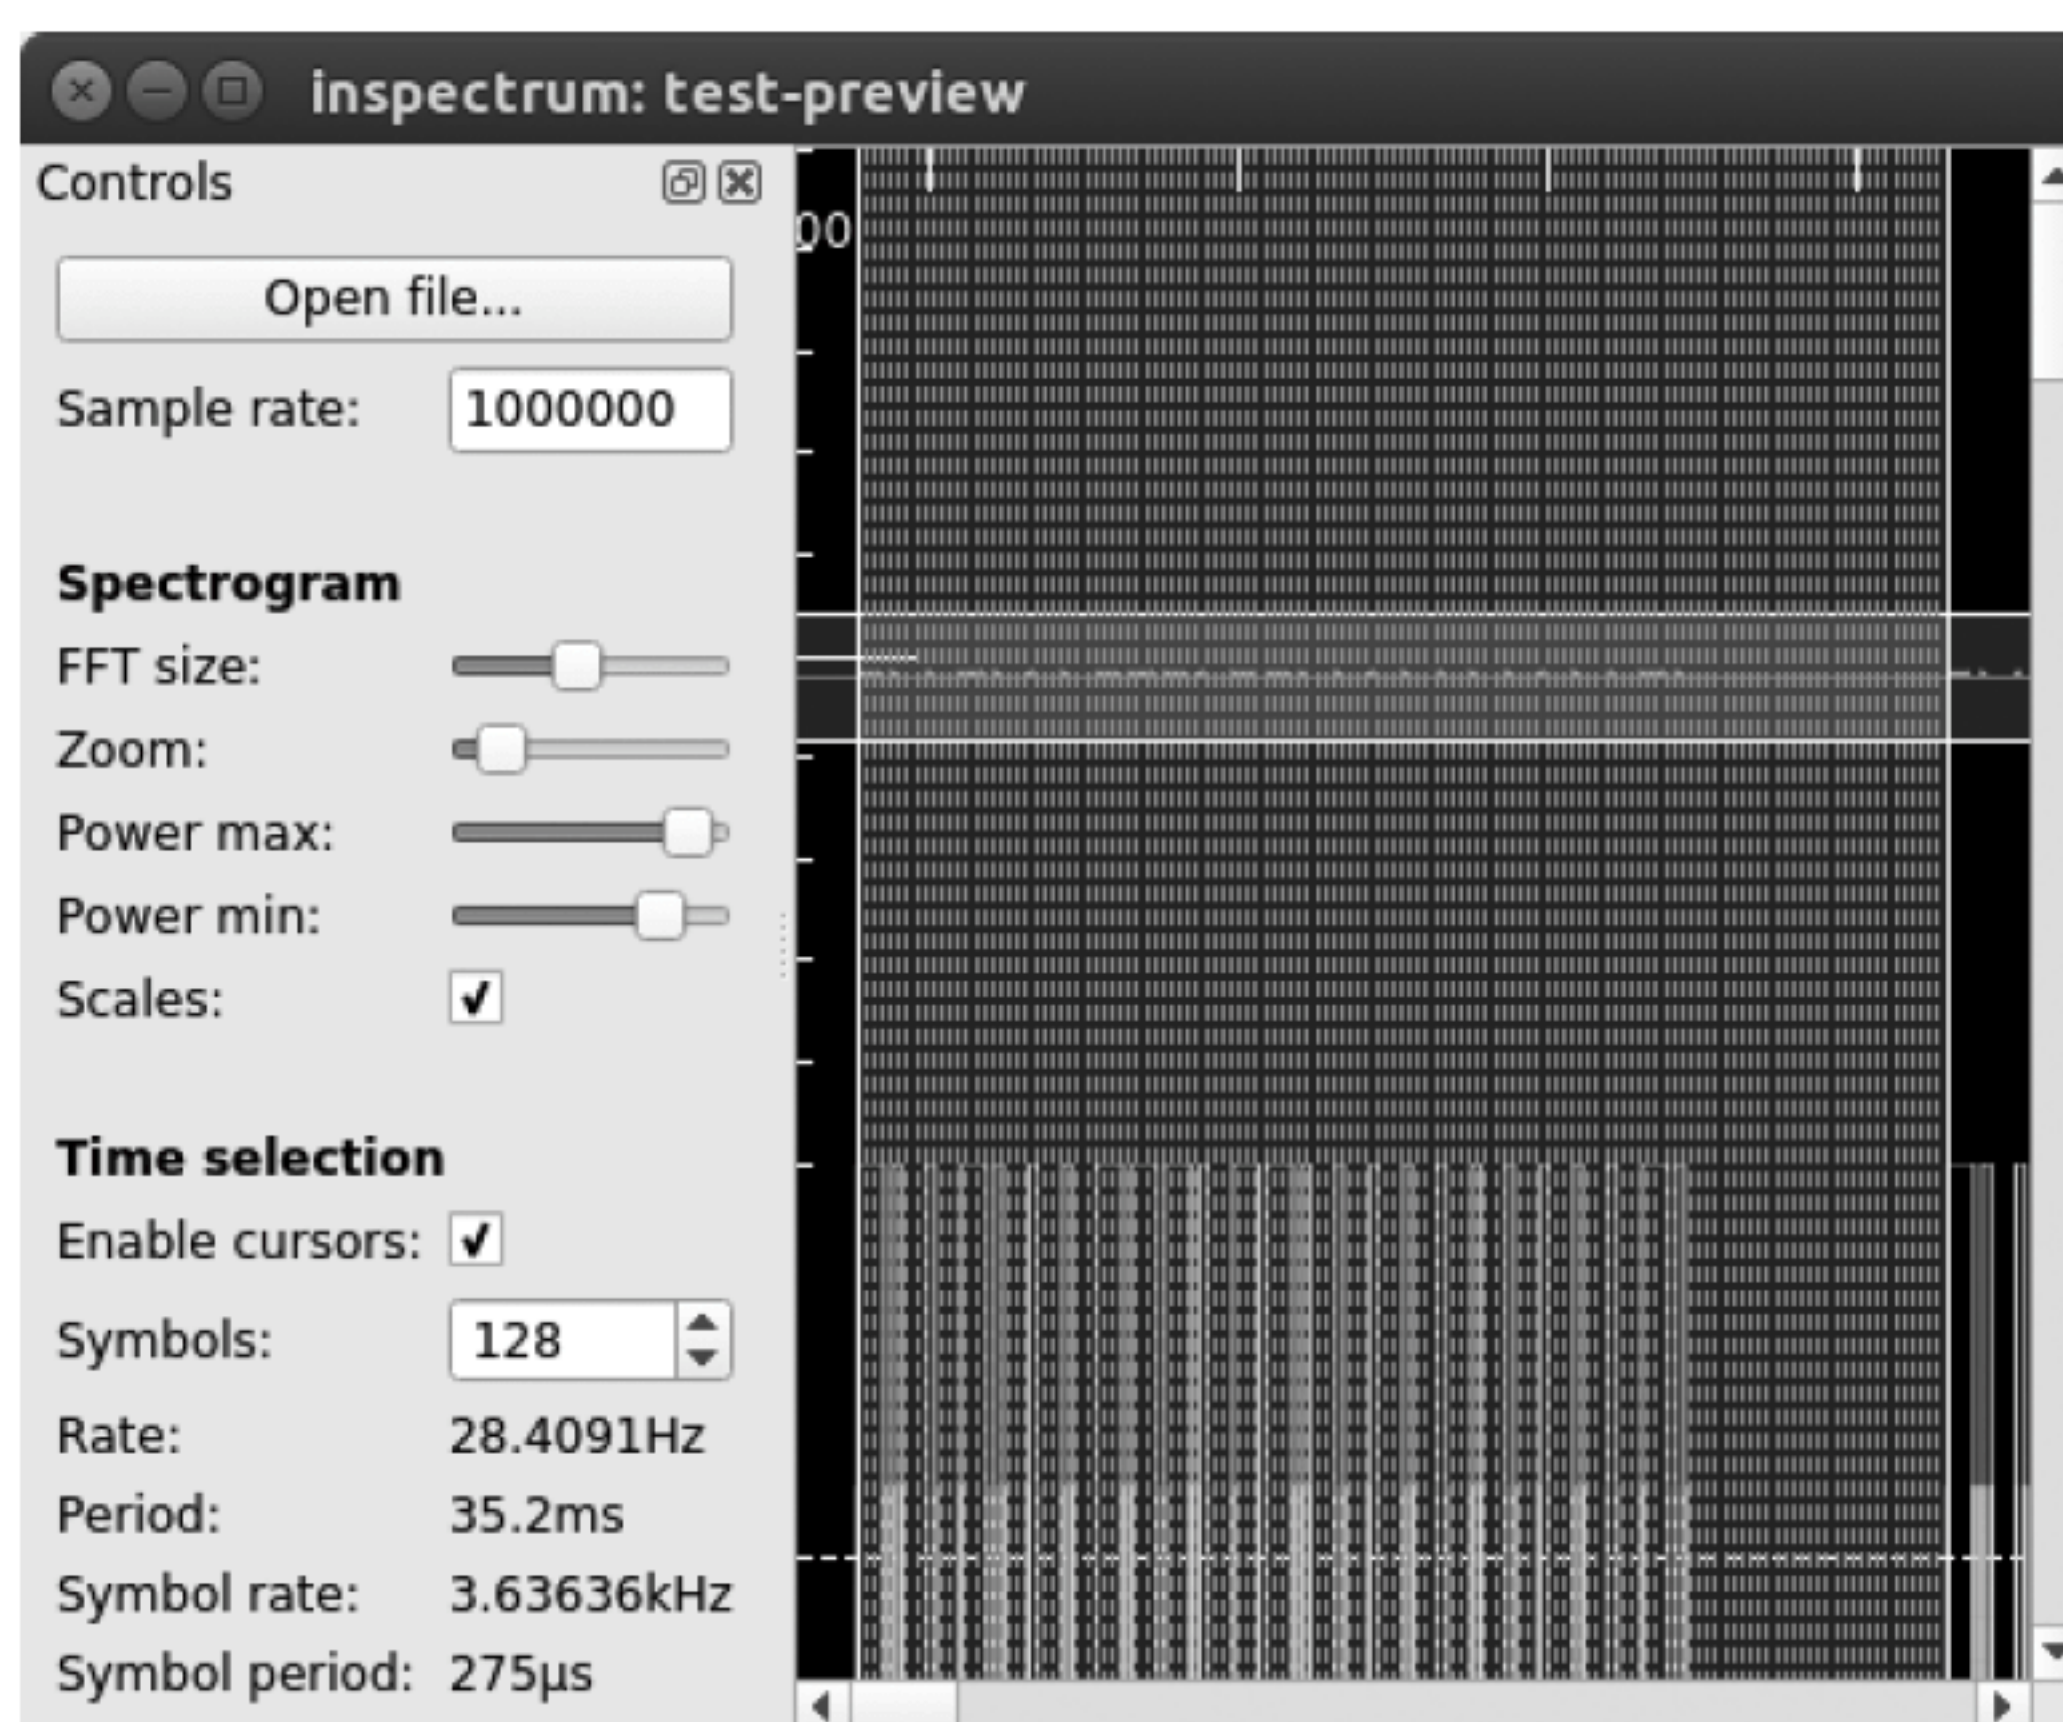 inspectrum: test-preview
Controls
00
Open file...
Sample rate: 1000000
Spectrogram
FFT size:
Zoom:
Power max:
Power min:
Scales:
Time selection
Enable cursors:
Symbols: 128
Rate: 28.4091Hz
Period: 35.2ms
Symbol rate: 3.63636kHz
Symbol period: 275µs